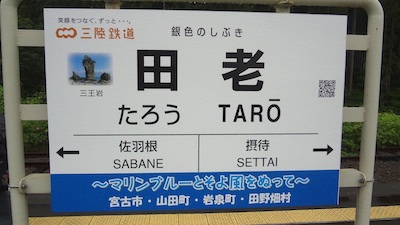 笑顔をつなぐ、ずっと・・・。
三陸鉄道
銀色のしぶき
三王岩
田老
たろう TARŌ
佐羽根 摂待
SABANE SETTAI
～マリンブルーとそよ風をぬって～
宮古市・山田町・岩泉町・田野畑村